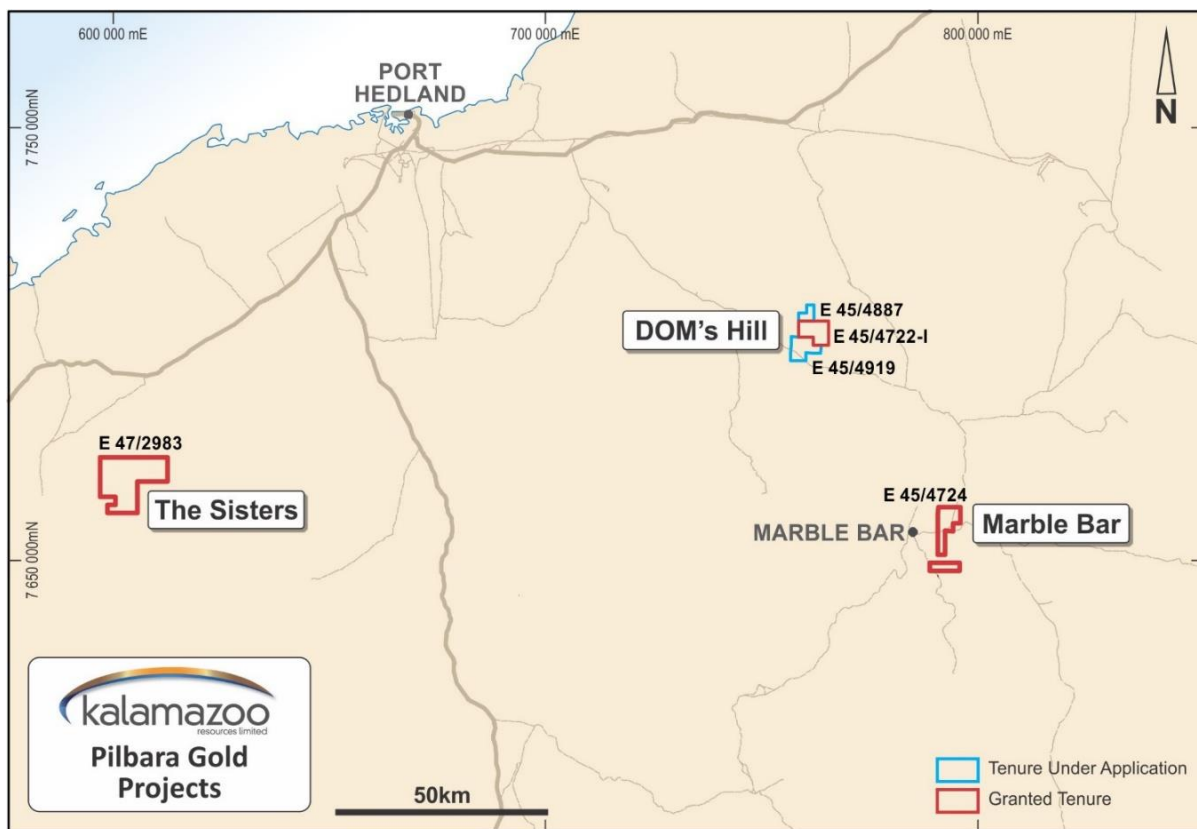 600 000 mE
700 000 mE
800 000 mE
PORT
HEDLAND
N
7 750 000mN
E 45/4887
DOM's Hill
E 45/4722-I
E 45/4919
E 47/2983
The Sisters
E 45/4724
MARBLE BAR
Marble Bar
7 650 000mN
kalamazoo
resources limited
Pilbara Gold
Projects
50km
Tenure Under Application
Granted Tenure